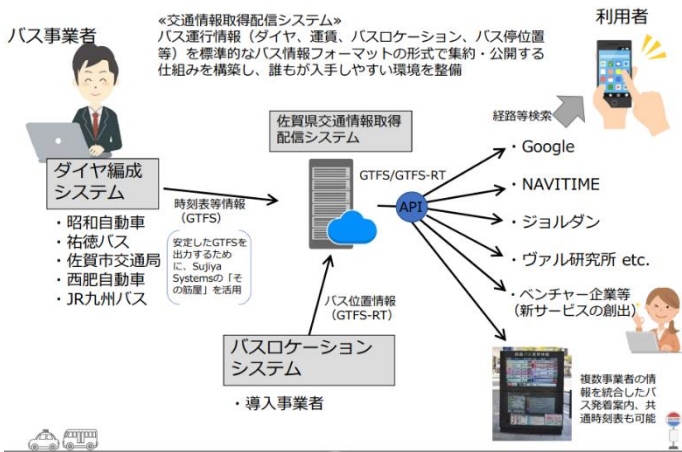 ≪交通情報取得配信システム≫
バス運行情報（ダイヤ、運賃、バスロケーション、バス停位置
等）を標準的なバス情報フォーマットの形式で集約・公開する
仕組みを構築し、誰もが入手しやすい環境を整備
バス事業者
利用者
ダイヤ編成
システム
・昭和自動車
・祐徳バス
・佐賀市交通局
・西肥自動車
・JR九州バス
時刻表等情報
（GTFS）
安定したGTFSを
出力するため
に、Sujiya
Systemsの「そ
の筋屋」を活用
佐賀県交通情報取得
配信システム
GTFS/GTFS-RT
API
バス位置情報
（GTFS-RT）
バスロケーション
システム
・導入事業者
経路等検索
・Google
・NAVITIME
・ジョルダン
・ヴァル研究所 etc.
・ベンチャー企業等
（新サービスの創出）
複数事業者の情
報を統合したバ
ス発着案内、共
通時刻表も可能